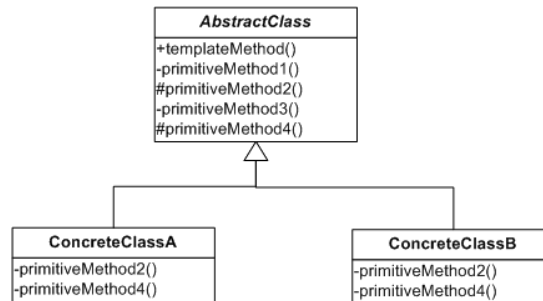 AbstractClass
+templateMethod()
-primitiveMethod1()
#primitiveMethod2()
-primitiveMethod3()
#primitiveMethod4()
ConcreteClassA
-primitiveMethod2()
-primitiveMethod4()
ConcreteClassB
-primitiveMethod2()
-primitiveMethod4()